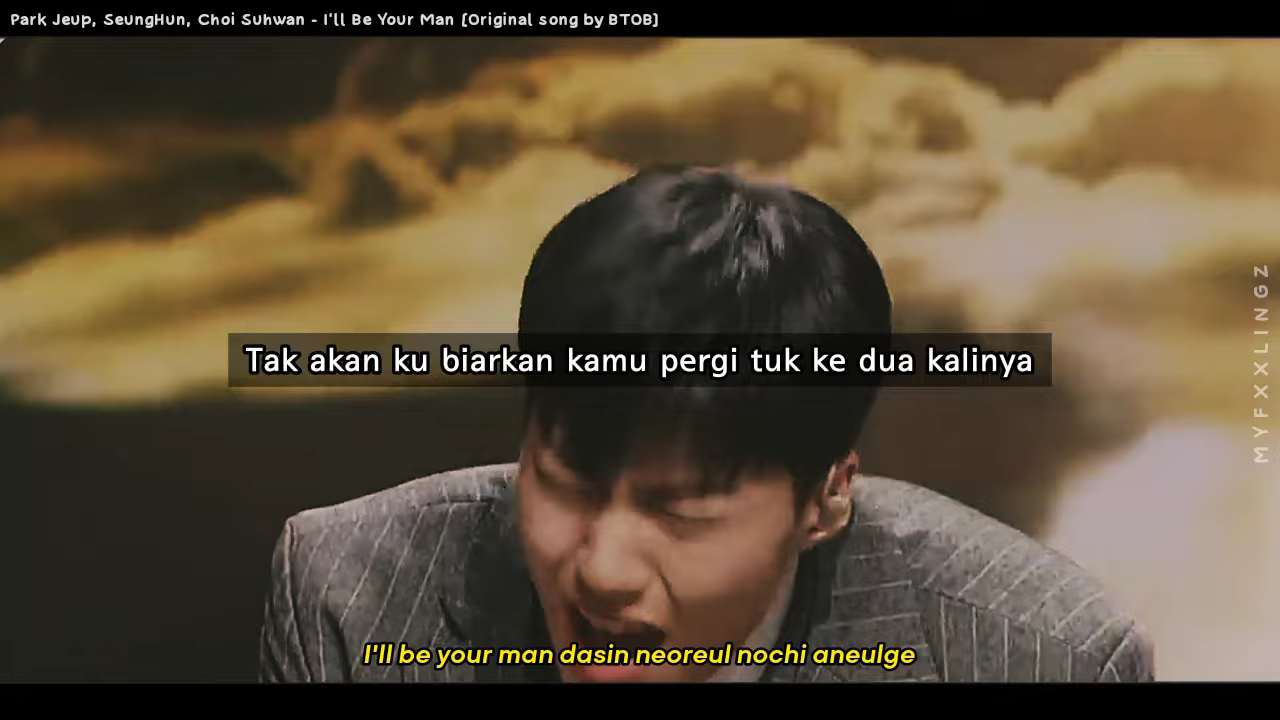 Park Jeup, SeungHun, Choi Suhwan - I'll Be Your Man [Original song by BTOB]
Tak akan ku biarkan kamu pergi tuk ke dua kalinya
MYFXXLINGZ
I'll be your man dasin neoreul nochi aneulge